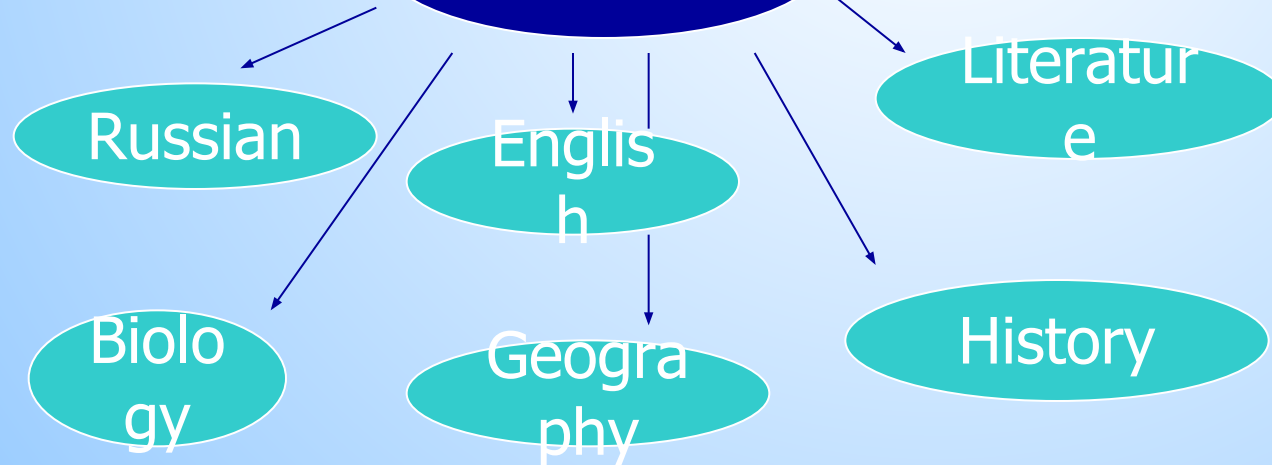 Russian
Englis
h
Literatur
e
Biolo
gy
Geogra
phy
History